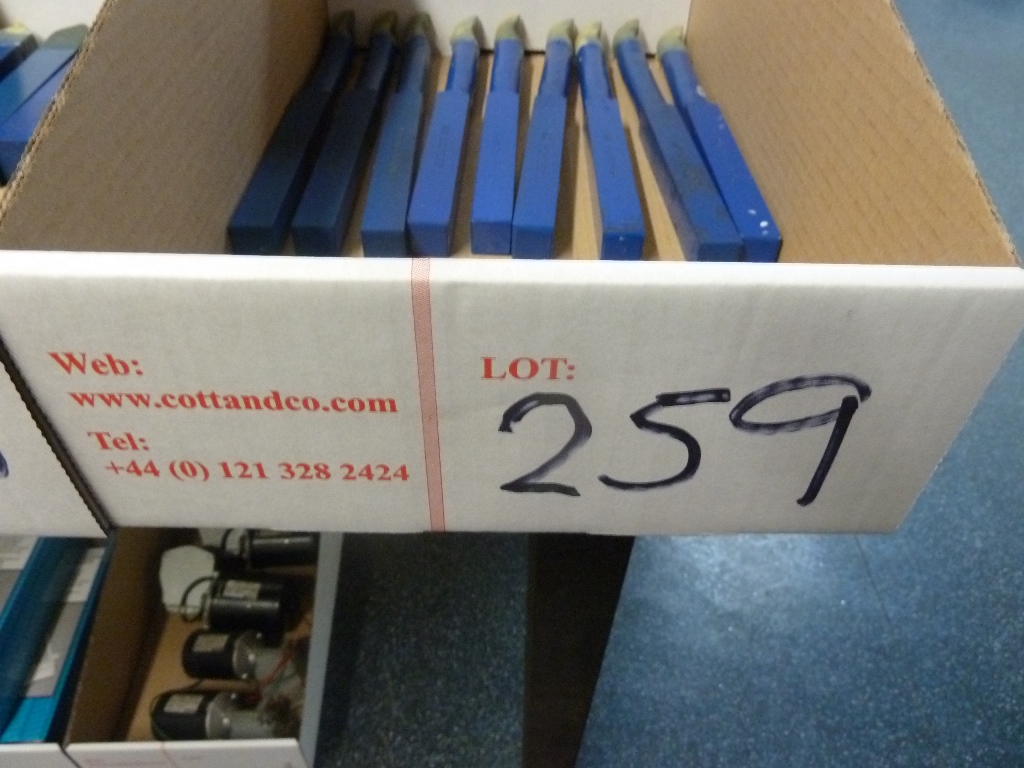 Web:
www.cottandco.com
Tel:
+44 (0) 121 328 2424
LOT:
259